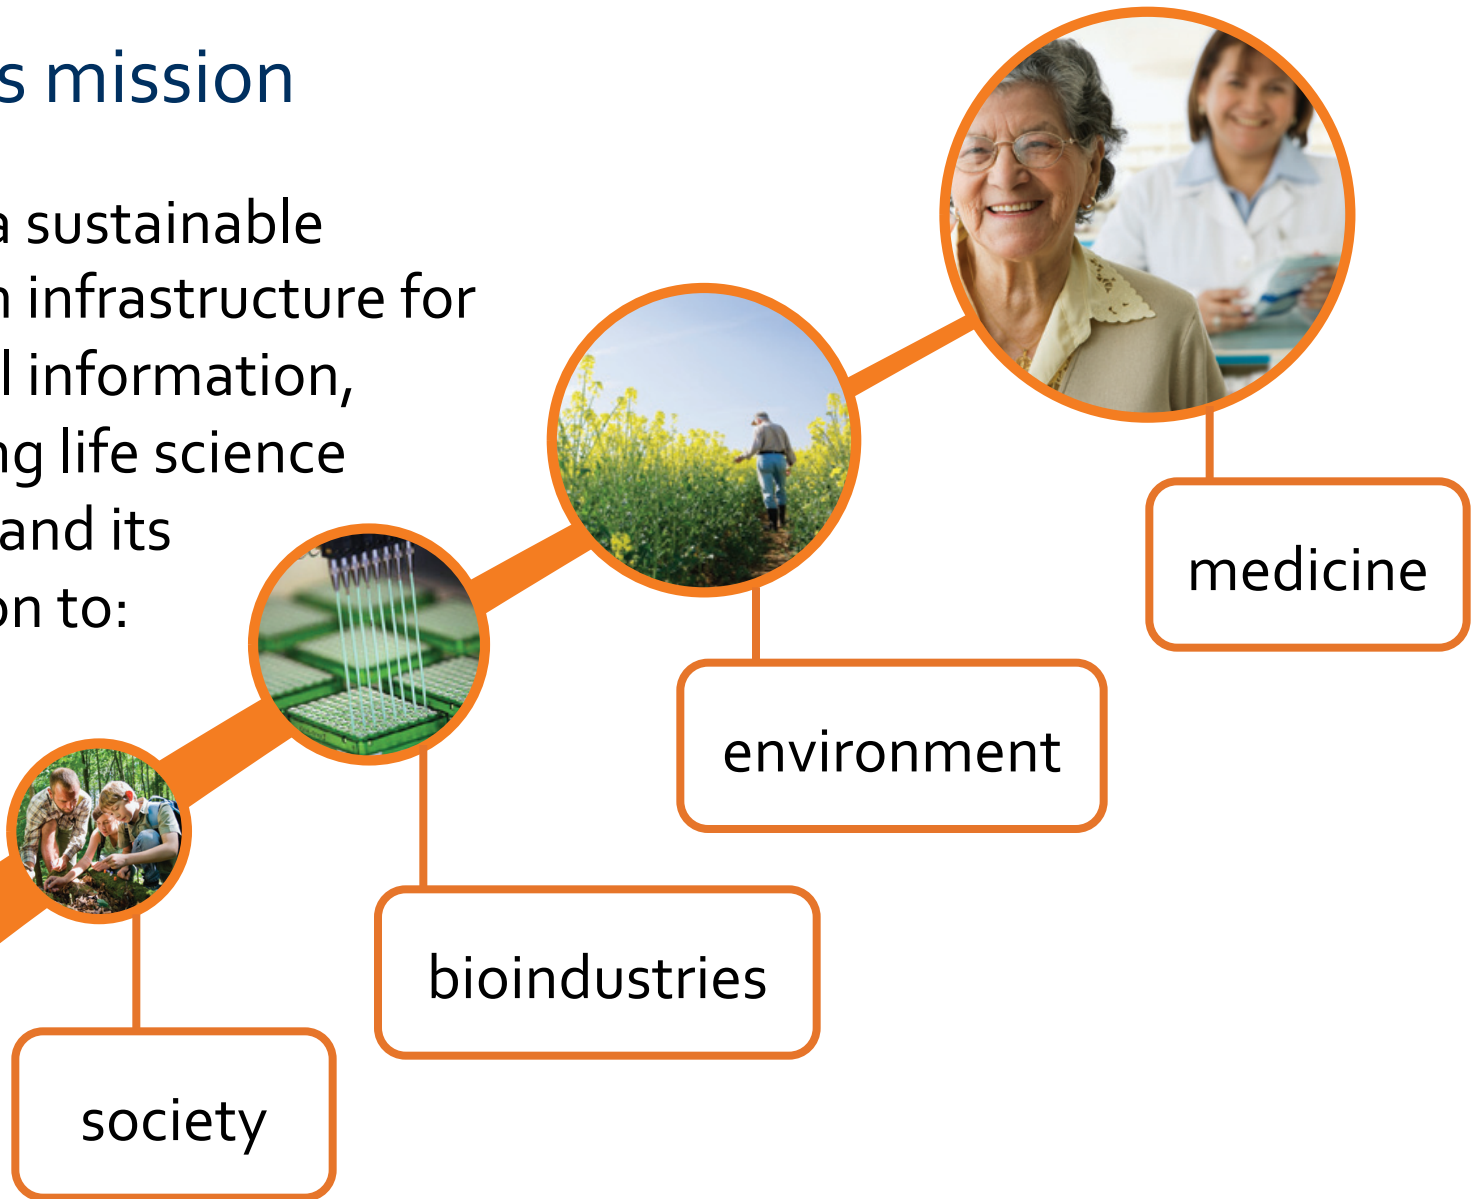 s mission
a sustainable
n infrastructure for
l information,
ng life science
and its
on to:
medicine
environment
bioindustries
society